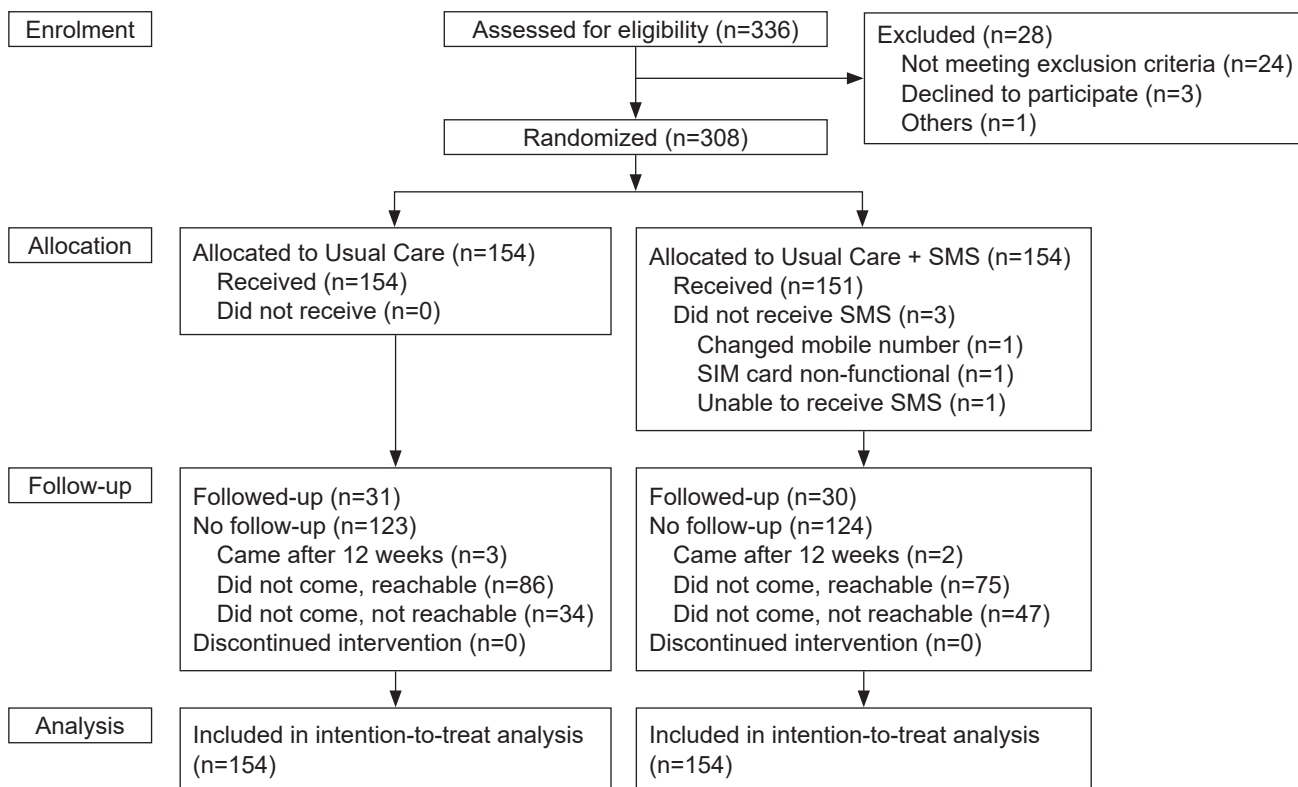 Enrolment
Assessed for eligibility (n=336)
Excluded (n=28)
Not meeting exclusion criteria (n=24)
Declined to participate (n=3)
Others (n=1)
Randomized (n=308)
Allocation
Allocated to Usual Care (n=154)
Received (n=154)
Did not receive (n=0)
Allocated to Usual Care + SMS (n=154)
Received (n=151)
Did not receive SMS (n=3)
Changed mobile number (n=1)
SIM card non-functional (n=1)
Unable to receive SMS (n=1)
Follow-up
Followed-up (n=31)
No follow-up (n=123)
Came after 12 weeks (n=3)
Did not come, reachable (n=86)
Did not come, not reachable (n=34)
Discontinued intervention (n=0)
Followed-up (n=30)
No follow-up (n=124)
Came after 12 weeks (n=2)
Did not come, reachable (n=75)
Did not come, not reachable (n=47)
Discontinued intervention (n=0)
Analysis
Included in intention-to-treat analysis
(n=154)
Included in intention-to-treat analysis
(n=154)